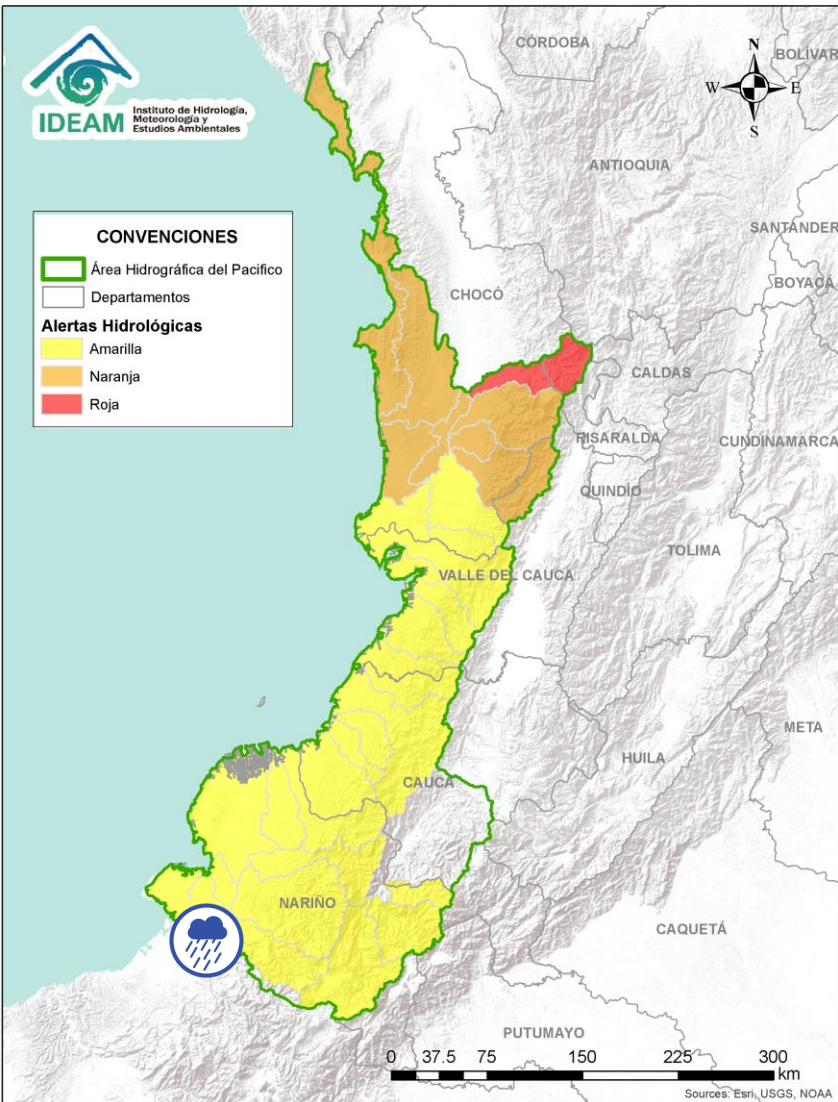 IDEAM
Instituto de Hidrología,
Meteorología y
Estudios Ambientales
CONVENCIONES
Área Hidrográfica del Pacifico
Departamentos
Alertas Hidrológicas
Amarilla
Naranja
Roja
N
W
E
S
CÓRDOBA
BOLIVAR
ANTIOQUIA
SANTANDER
BOYACÁ
CHOCÓ
CALDAS
RISARALDA
CUNDINAMARCA
QUINDÍO
TOLIMA
VALLE DEL CAUCA
META
HUILA
CAUCA
NARIÑO
CAQUETÁ
PUTUMAYO
0 37.5 75 150 225 300
km
Sources: Esri, USGS, NOAA